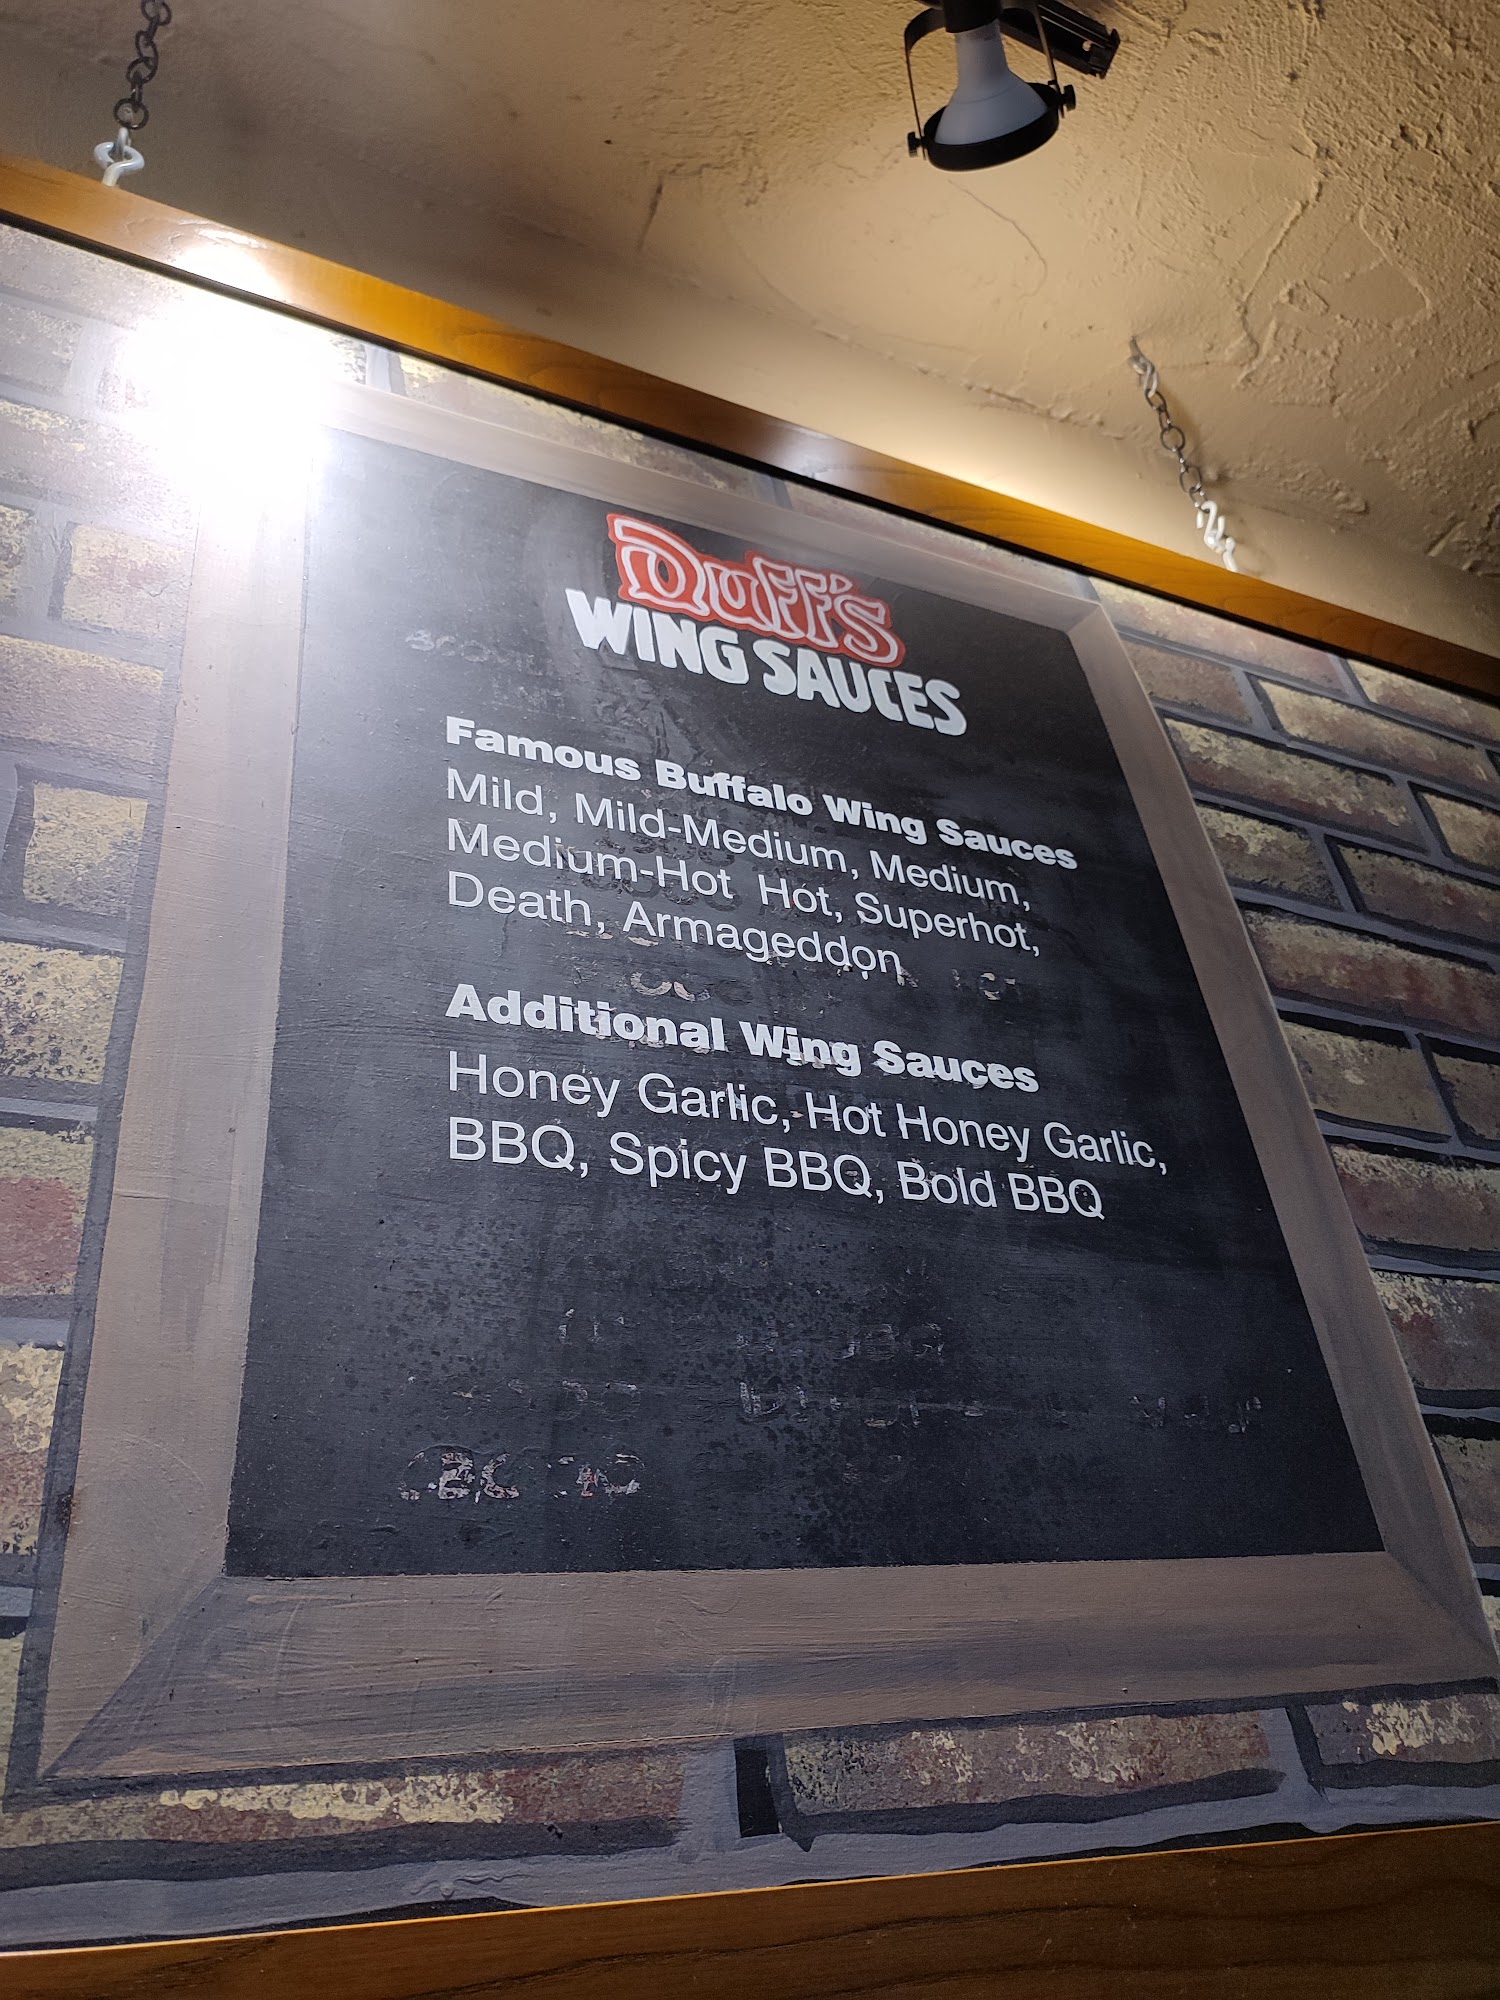 Duff's
WING SAUCES
Famous Buffalo Wing Sauces
Mild, Mild-Medium, Medium,
Medium-Hot Hot, Superhot,
Death, Armageddon
Additional Wing Sauces
Honey Garlic, Hot Honey Garlic,
BBQ, Spicy BBQ, Bold BBQ